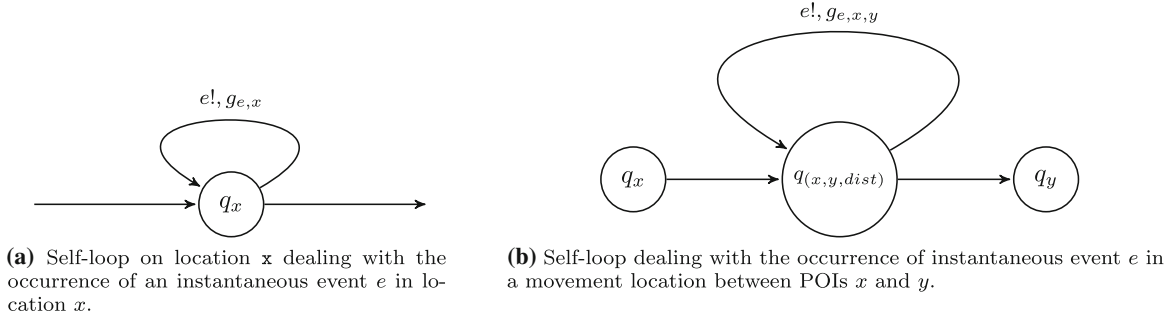 e!, g_{e,x}
q_x
(a) Self-loop on location x dealing with the
occurrence of an instantaneous event e in lo-
cation x.
e!, g_{e,x,y}
q_x
q_{(x,y,dist)}
q_y
(b) Self-loop dealing with the occurrence of instantaneous event e in
a movement location between POIs x and y.